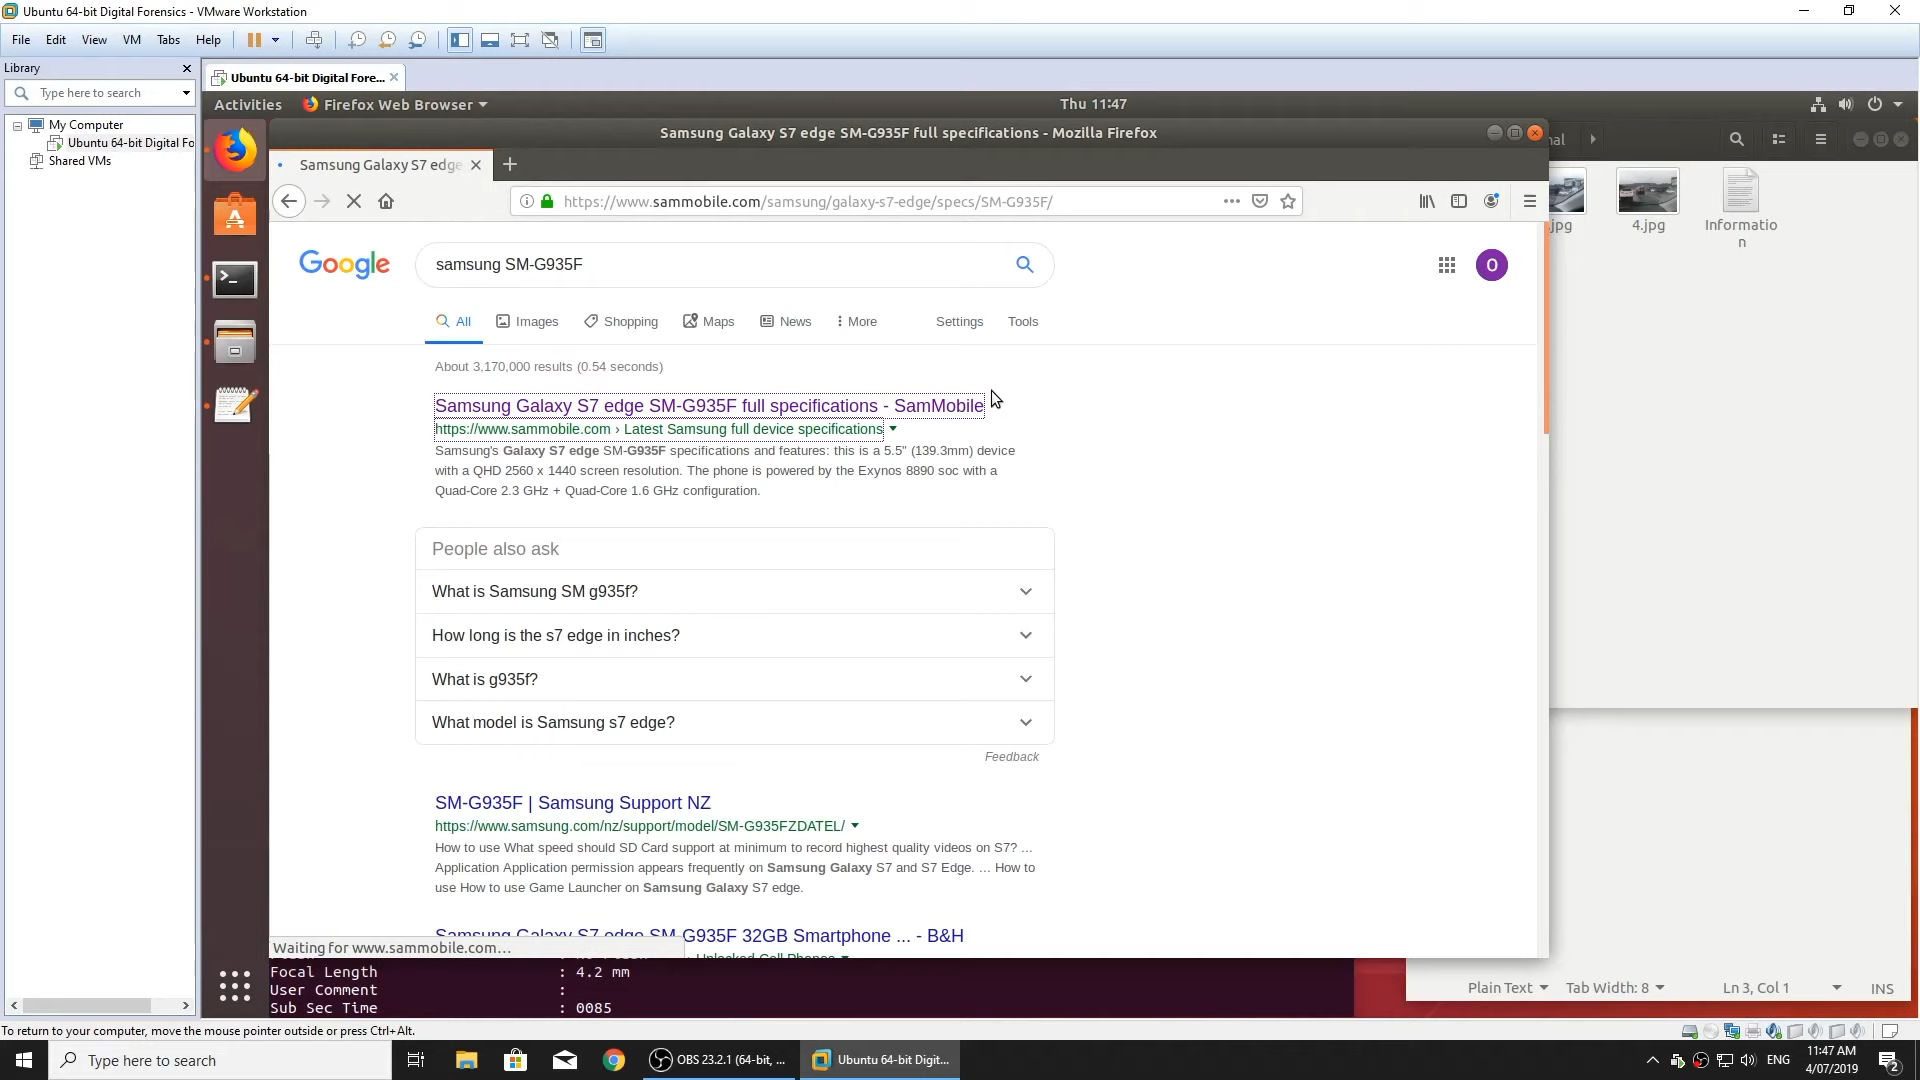 Ubuntu 64-bit Digital Forensics - VMware Workstation
File Edit View VM Tabs Help
Library
Type here to search
My Computer
Ubuntu 64-bit Digital Fo
Shared VMs
Ubuntu 64-bit Digital Fore...
Activities Firefox Web Browser Thu 11:47
Samsung Galaxy S7 edge SM-G935F full specifications - Mozilla Firefox
Samsung Galaxy S7 edge
https://www.sammobile.com/samsung/galaxy-s7-edge/specs/SM-G935F/
nal
jpg
4.jpg
Informatio
n
Google
samsung SM-G935F
O
All Images Shopping Maps News More Settings Tools
About 3,170,000 results (0.54 seconds)
Samsung Galaxy S7 edge SM-G935F full specifications - SamMobile
https://www.sammobile.com › Latest Samsung full device specifications
Samsung's Galaxy S7 edge SM-G935F specifications and features: this is a 5.5" (139.3mm) device
with a QHD 2560 x 1440 screen resolution. The phone is powered by the Exynos 8890 soc with a
Quad-Core 2.3 GHz + Quad-Core 1.6 GHz configuration.
People also ask
What is Samsung SM g935f?
How long is the s7 edge in inches?
What is g935f?
What model is Samsung s7 edge?
Feedback
SM-G935F | Samsung Support NZ
https://www.samsung.com/nz/support/model/SM-G935FZDATEL/
How to use What speed should SD Card support at minimum to record highest quality videos on S7? ...
Application Application permission appears frequently on Samsung Galaxy S7 and S7 Edge. ... How to
use How to use Game Launcher on Samsung Galaxy S7 edge.
Samsung Galaxy S7 edge SM-G935F 32GB Smartphone ... - B&H
Waiting for www.sammobile.com…
Unlocked Cell Phones
Focal Length : 4.2 mm
User Comment :
Sub Sec Time : 0085
Plain Text Tab Width: 8 Ln 3, Col 1 INS
To return to your computer, move the mouse pointer outside or press Ctrl+Alt.
Type here to search
OBS 23.2.1 (64-bit, ...
Ubuntu 64-bit Digit...
ENG
11:47 AM
4/07/2019
2